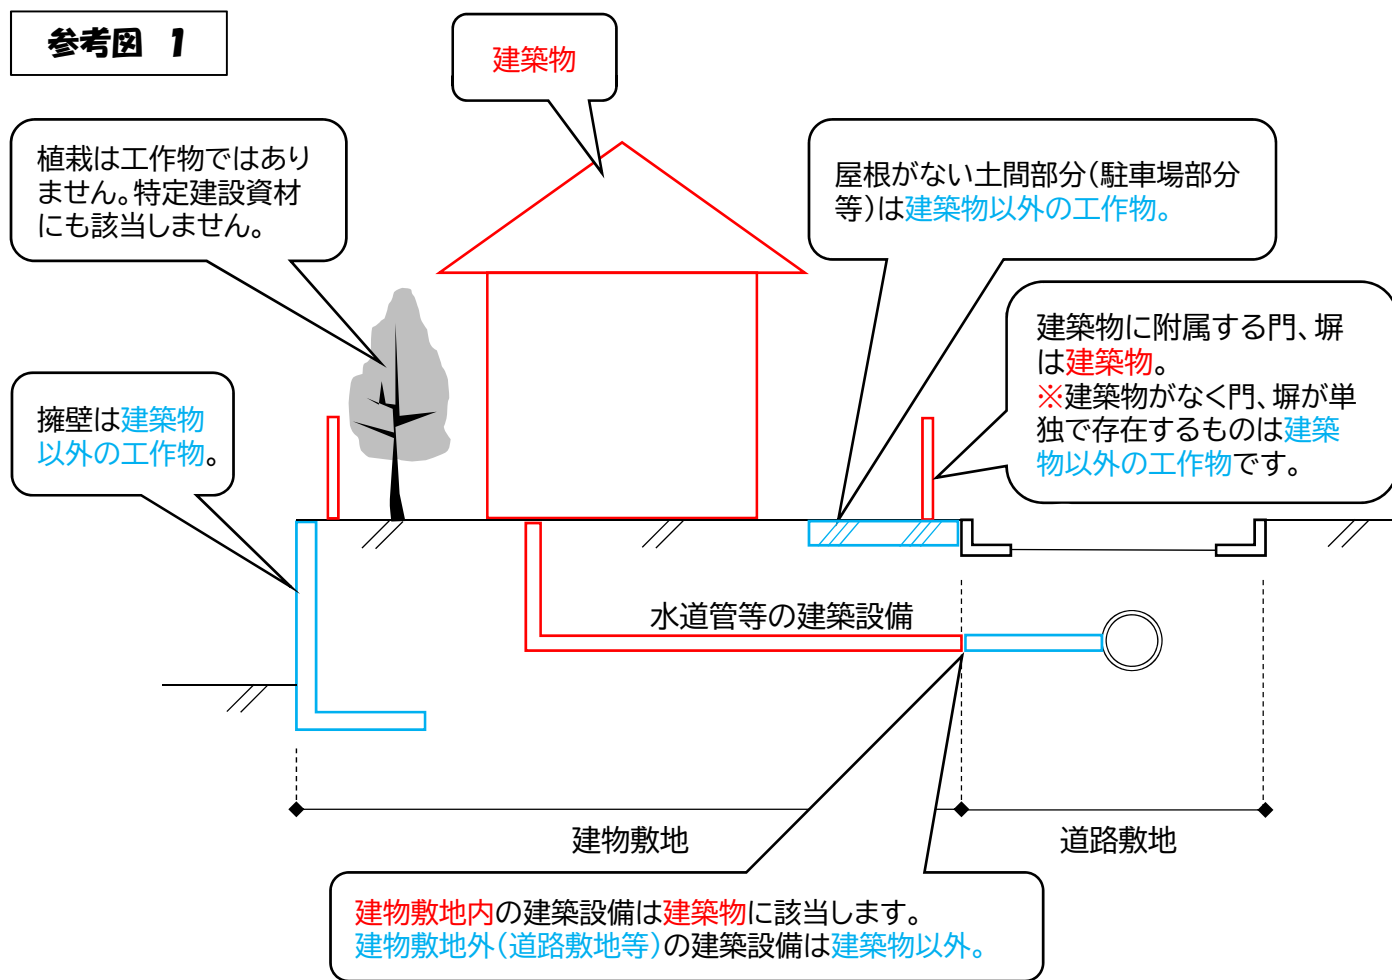 参考図 1
建築物
植栽は工作物ではあり
ません。特定建設資材
にも該当しません。
屋根がない土間部分(駐車場部分
等)は建築物以外の工作物。
建築物に附属する門、塀
は建築物。
※建築物がなく門、塀が単
独で存在するものは建築
物以外の工作物です。
擁壁は建築物
以外の工作物。
水道管等の建築設備
建物敷地
道路敷地
建物敷地内の建築設備は建築物に該当します。
建物敷地外(道路敷地等)の建築設備は建築物以外。